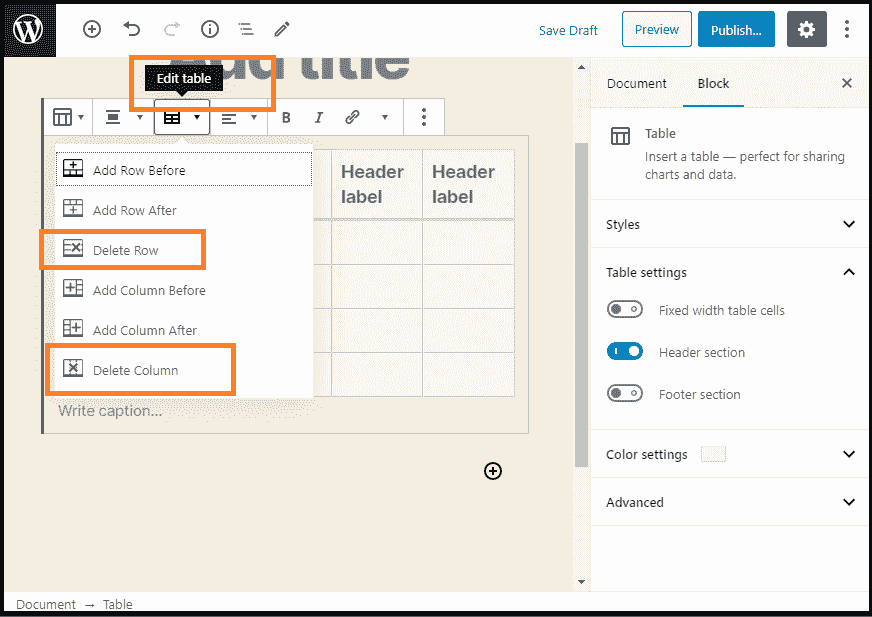 Save Draft
Preview
Publish...
Add title
Edit table
B
I
Add Row Before
Add Row After
Delete Row
Add Column Before
Add Column After
Delete Column
Header
label
Header
label
Write caption...
Document
Block
Table
Insert a table — perfect for sharing
charts and data.
Styles
Table settings
Fixed width table cells
Header section
Footer section
Color settings
Advanced
Document → Table